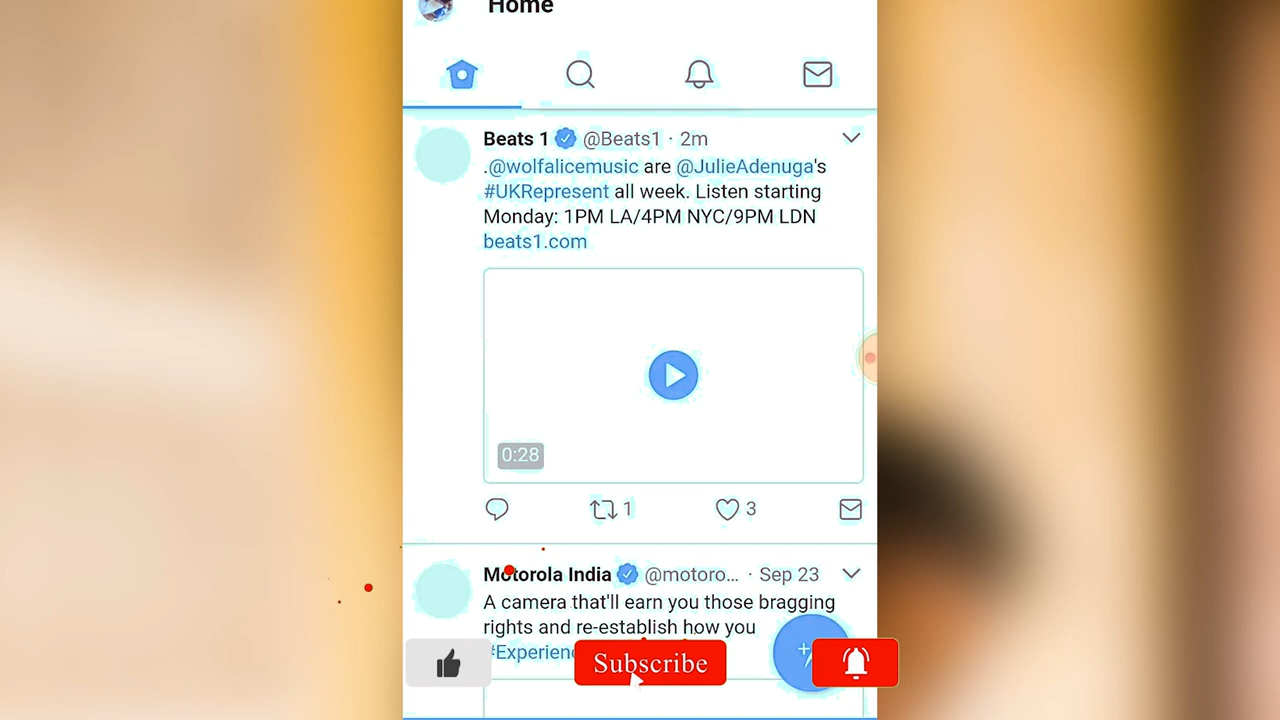 Home
Beats 1 @Beats1 · 2m
.@wolfalicemusic are @JulieAdenuga's
#UKRepresent all week. Listen starting
Monday: 1PM LA/4PM NYC/9PM LDN
beats1.com
0:28
1 3
Motorola India @motoro... · Sep 23
A camera that'll earn you those bragging
rights and re-establish how you
Subscribe